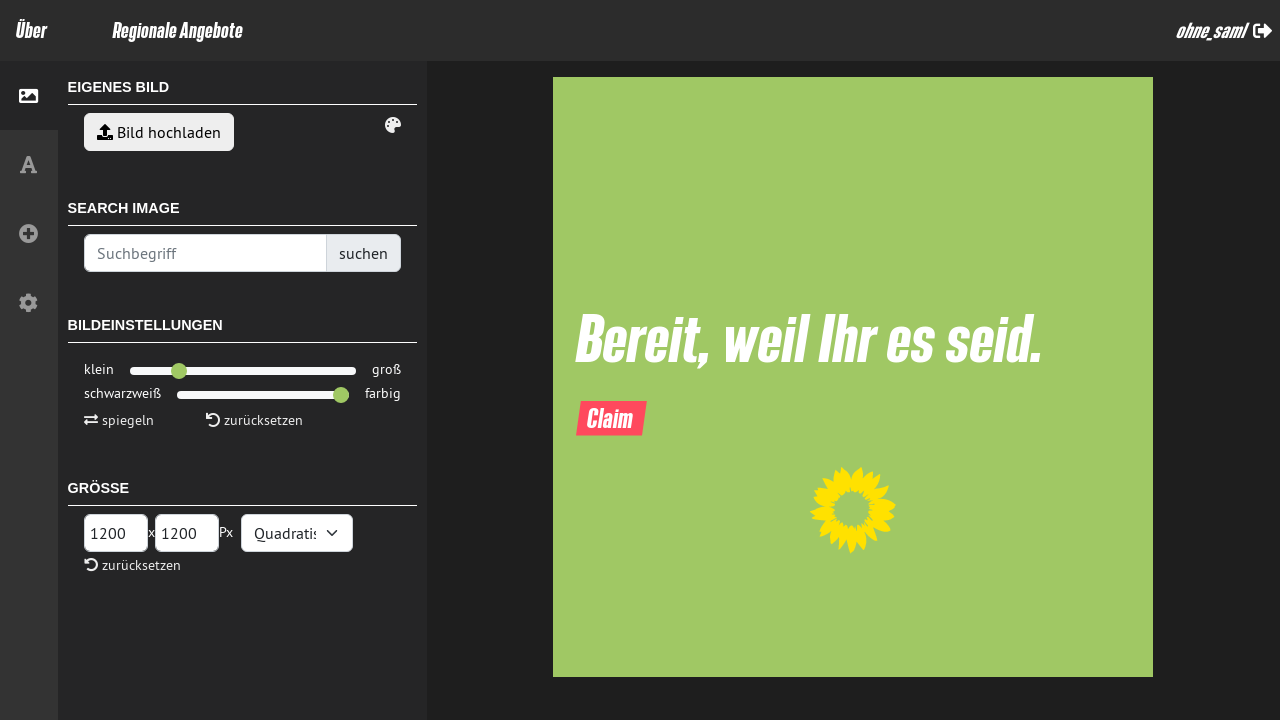 Über Regionale Angebote ohne_saml
EIGENES BILD
Bild hochladen
SEARCH IMAGE
Suchbegriff suchen
BILDEINSTELLUNGEN
klein groß
schwarzweiß farbig
spiegeln zurücksetzen
GRÖSSE
1200 x 1200 Px Quadratis
zurücksetzen
Bereit, weil Ihr es seid.
Claim